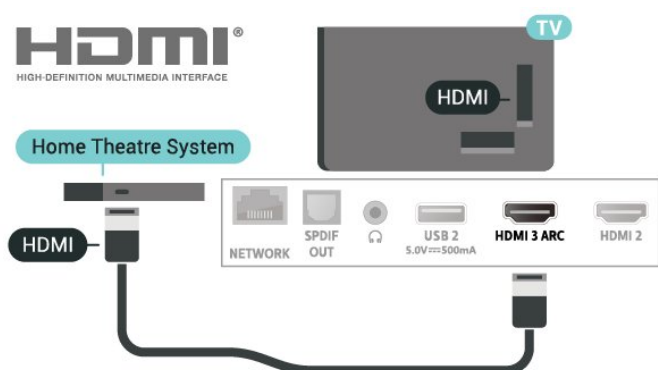 HDMI®
HIGH-DEFINITION MULTIMEDIA INTERFACE
TV
HDMI
Home Theatre System
HDMI
NETWORK
SPDIF
OUT
USB 2
5.0V⎓500mA
HDMI 3 ARC
HDMI 2